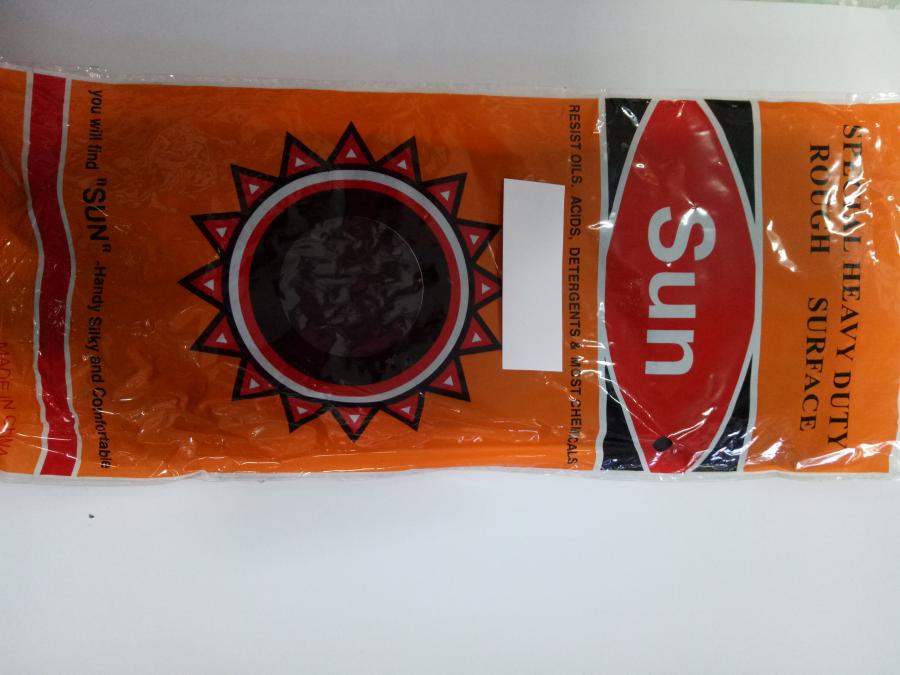 SPECIAL HEAVY DUTY
ROUGH SURFACE
Sun
RESIST OILS, ACIDS, DETERGENTS & MOST CHEMICALS
you will find "SUN" -Handy Silky and Comfortable
MADE IN CHINA